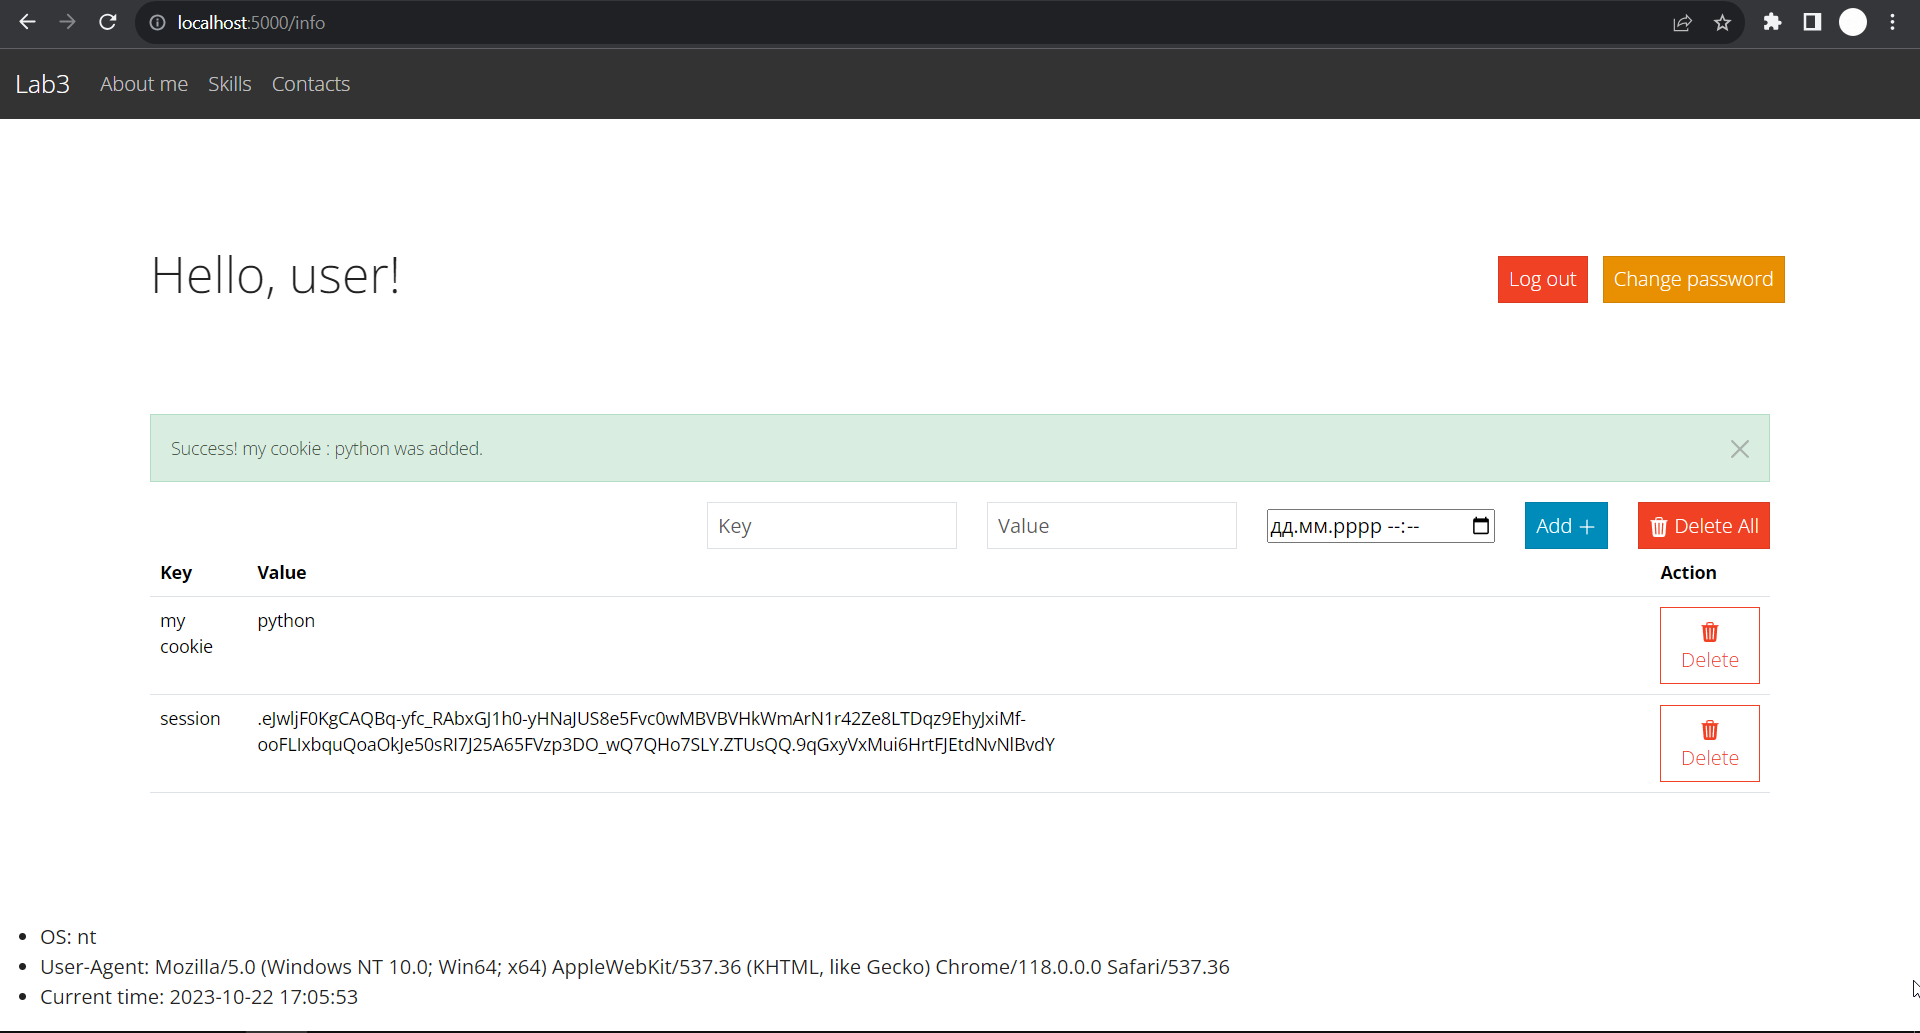 localhost:5000/info
Lab3 About me Skills Contacts
Hello, user!
Log out Change password
Success! my cookie : python was added.
Key Value дд.мм.рррр --:-- Add + Delete All
Key Value Action
my cookie python Delete
session .eJwljF0KgCAQBq-yfc_RAbxGJ1h0-yHNaJUS8e5Fvc0wMBVBVHkWmArN1r42Ze8LTDqz9EhyJxiMf-
ooFLIxbquQoaOkJe50sRI7J25A65FVzp3DO_wQ7QHo7SLY.ZTUsQQ.9qGxyVxMui6HrtFJEtdNvNlBvdY
Delete
OS: nt
User-Agent: Mozilla/5.0 (Windows NT 10.0; Win64; x64) AppleWebKit/537.36 (KHTML, like Gecko) Chrome/118.0.0.0 Safari/537.36
Current time: 2023-10-22 17:05:53